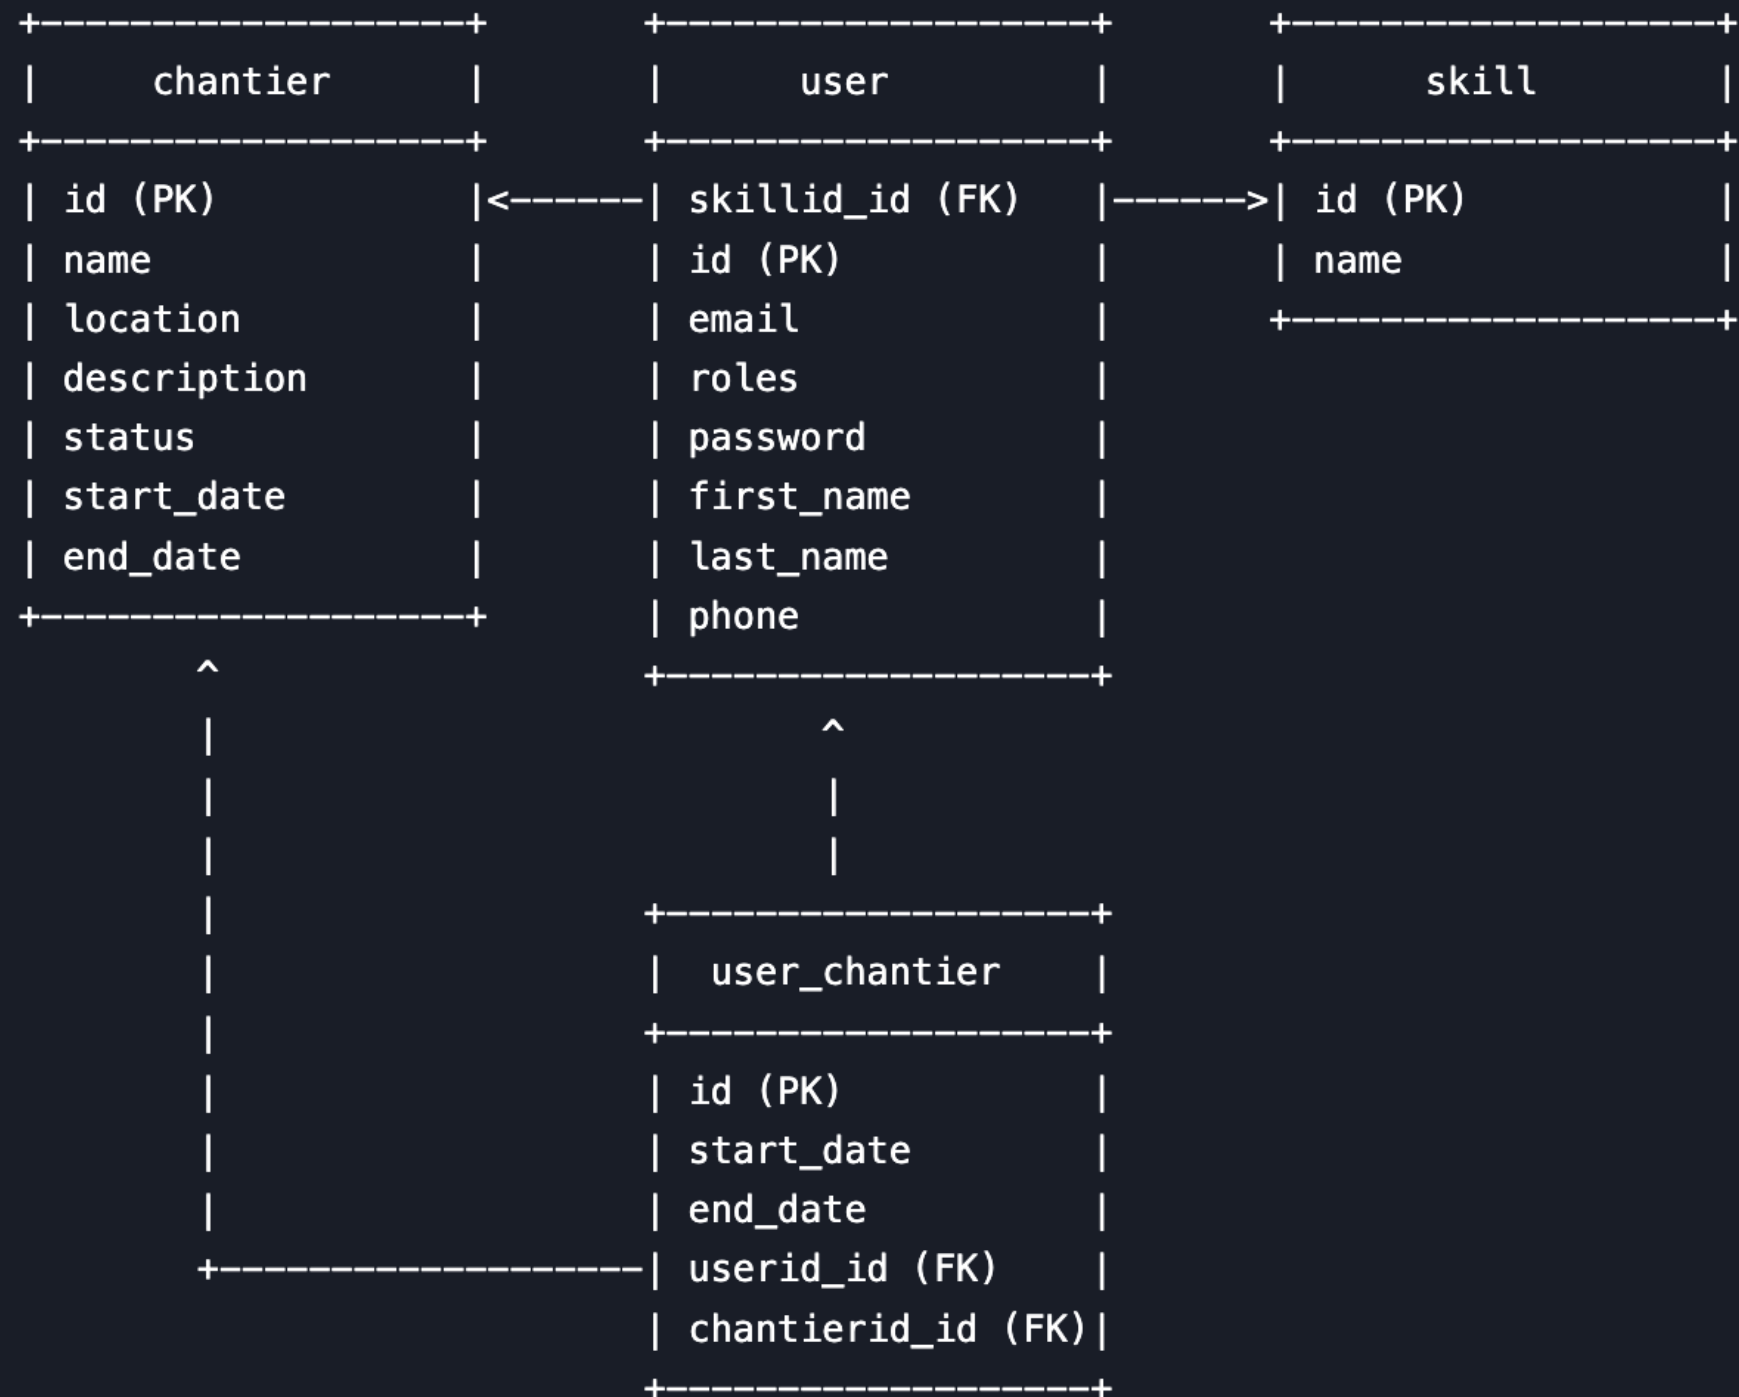 +-------------------+       +-------------------+       +-------------------+
|     chantier      |       |      user         |       |      skill        |
+-------------------+       +-------------------+       +-------------------+
| id (PK)           |<------| skillid_id (FK)   |------>| id (PK)           |
| name              |       | id (PK)           |       | name              |
| location          |       | email             |       +-------------------+
| description       |       | roles             |
| status            |       | password          |
| start_date        |       | first_name        |
| end_date          |       | last_name         |
+-------------------+       | phone             |
        ^                   +-------------------+
        |                           ^
        |                           |
        |                           |
        |                   +-------------------+
        |                   |  user_chantier    |
        |                   +-------------------+
        |                   | id (PK)           |
        |                   | start_date        |
        |                   | end_date          |
        +-------------------| userid_id (FK)    |
                            | chantierid_id (FK)|
                            +-------------------+